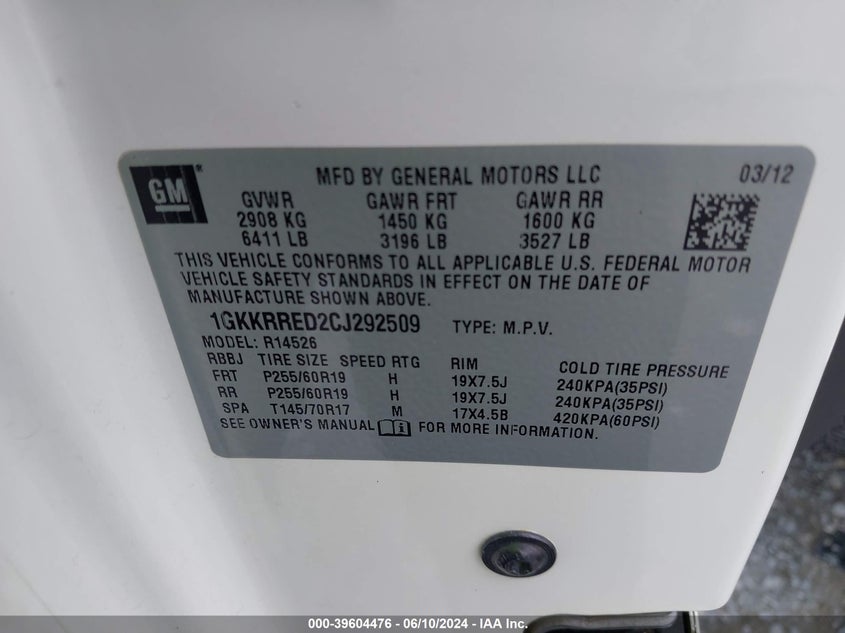 GM
MFD BY GENERAL MOTORS LLC 03/12
GVWR GAWR FRT GAWR RR
2908 KG 1450 KG 1600 KG
6411 LB 3196 LB 3527 LB
THIS VEHICLE CONFORMS TO ALL APPLICABLE U.S. FEDERAL MOTOR
VEHICLE SAFETY STANDARDS IN EFFECT ON THE DATE OF
MANUFACTURE SHOWN ABOVE.
1GKKRRED2CJ292509 TYPE: M.P.V.
MODEL: R14526
RBBJ TIRE SIZE SPEED RTG RIM COLD TIRE PRESSURE
FRT P255/60R19 H 19X7.5J 240KPA(35PSI)
RR P255/60R19 H 19X7.5J 240KPA(35PSI)
SPA T145/70R17 M 17X4.5B 420KPA(60PSI)
SEE OWNER'S MANUAL FOR MORE INFORMATION.
000-39604476 - 06/10/2024 - IAA Inc.